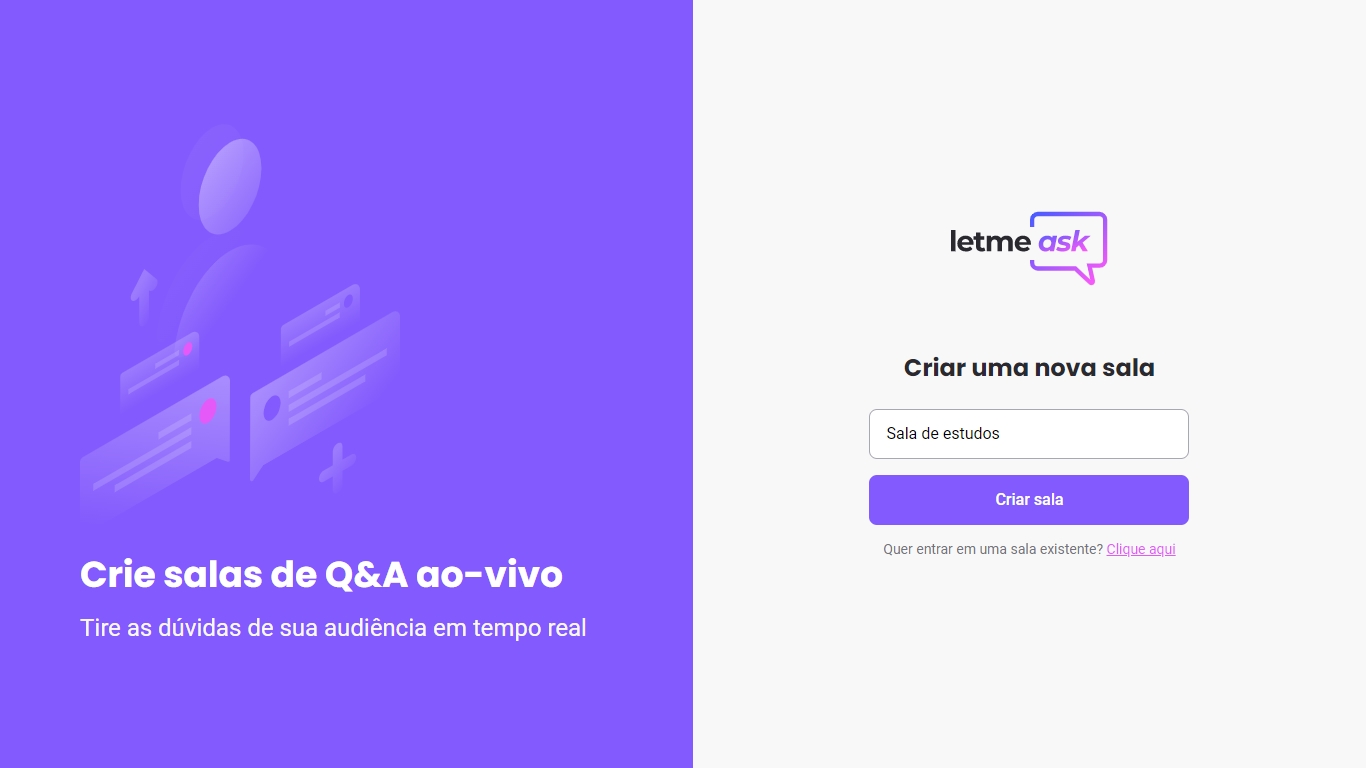 Crie salas de Q&A ao-vivo
Tire as dúvidas de sua audiência em tempo real
letme ask
Criar uma nova sala
Sala de estudos
Criar sala
Quer entrar em uma sala existente? Clique aqui